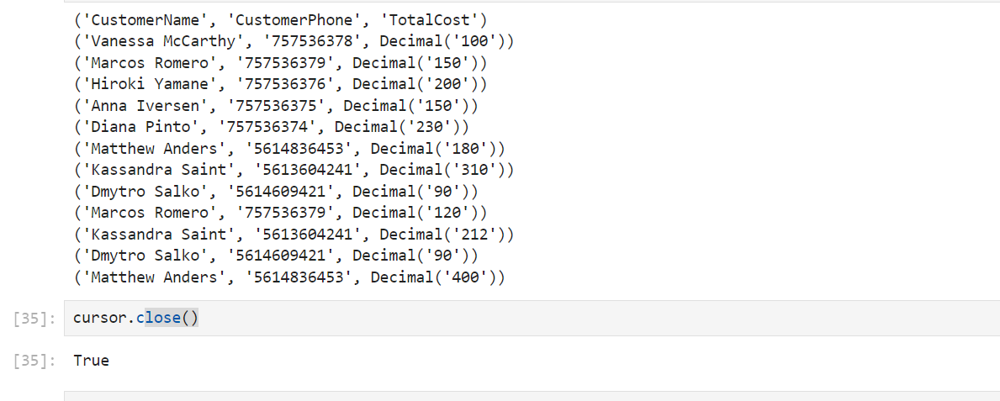 ('CustomerName', 'CustomerPhone', 'TotalCost')
('Vanessa McCarthy', '757536378', Decimal('100'))
('Marcos Romero', '757536379', Decimal('150'))
('Hiroki Yamane', '757536376', Decimal('200'))
('Anna Iversen', '757536375', Decimal('150'))
('Diana Pinto', '757536374', Decimal('230'))
('Matthew Anders', '5614836453', Decimal('180'))
('Kassandra Saint', '5613604241', Decimal('310'))
('Dmytro Salko', '5614609421', Decimal('90'))
('Marcos Romero', '757536379', Decimal('120'))
('Kassandra Saint', '5613604241', Decimal('212'))
('Dmytro Salko', '5614609421', Decimal('90'))
('Matthew Anders', '5614836453', Decimal('400'))
[35]: cursor.close()
[35]: True